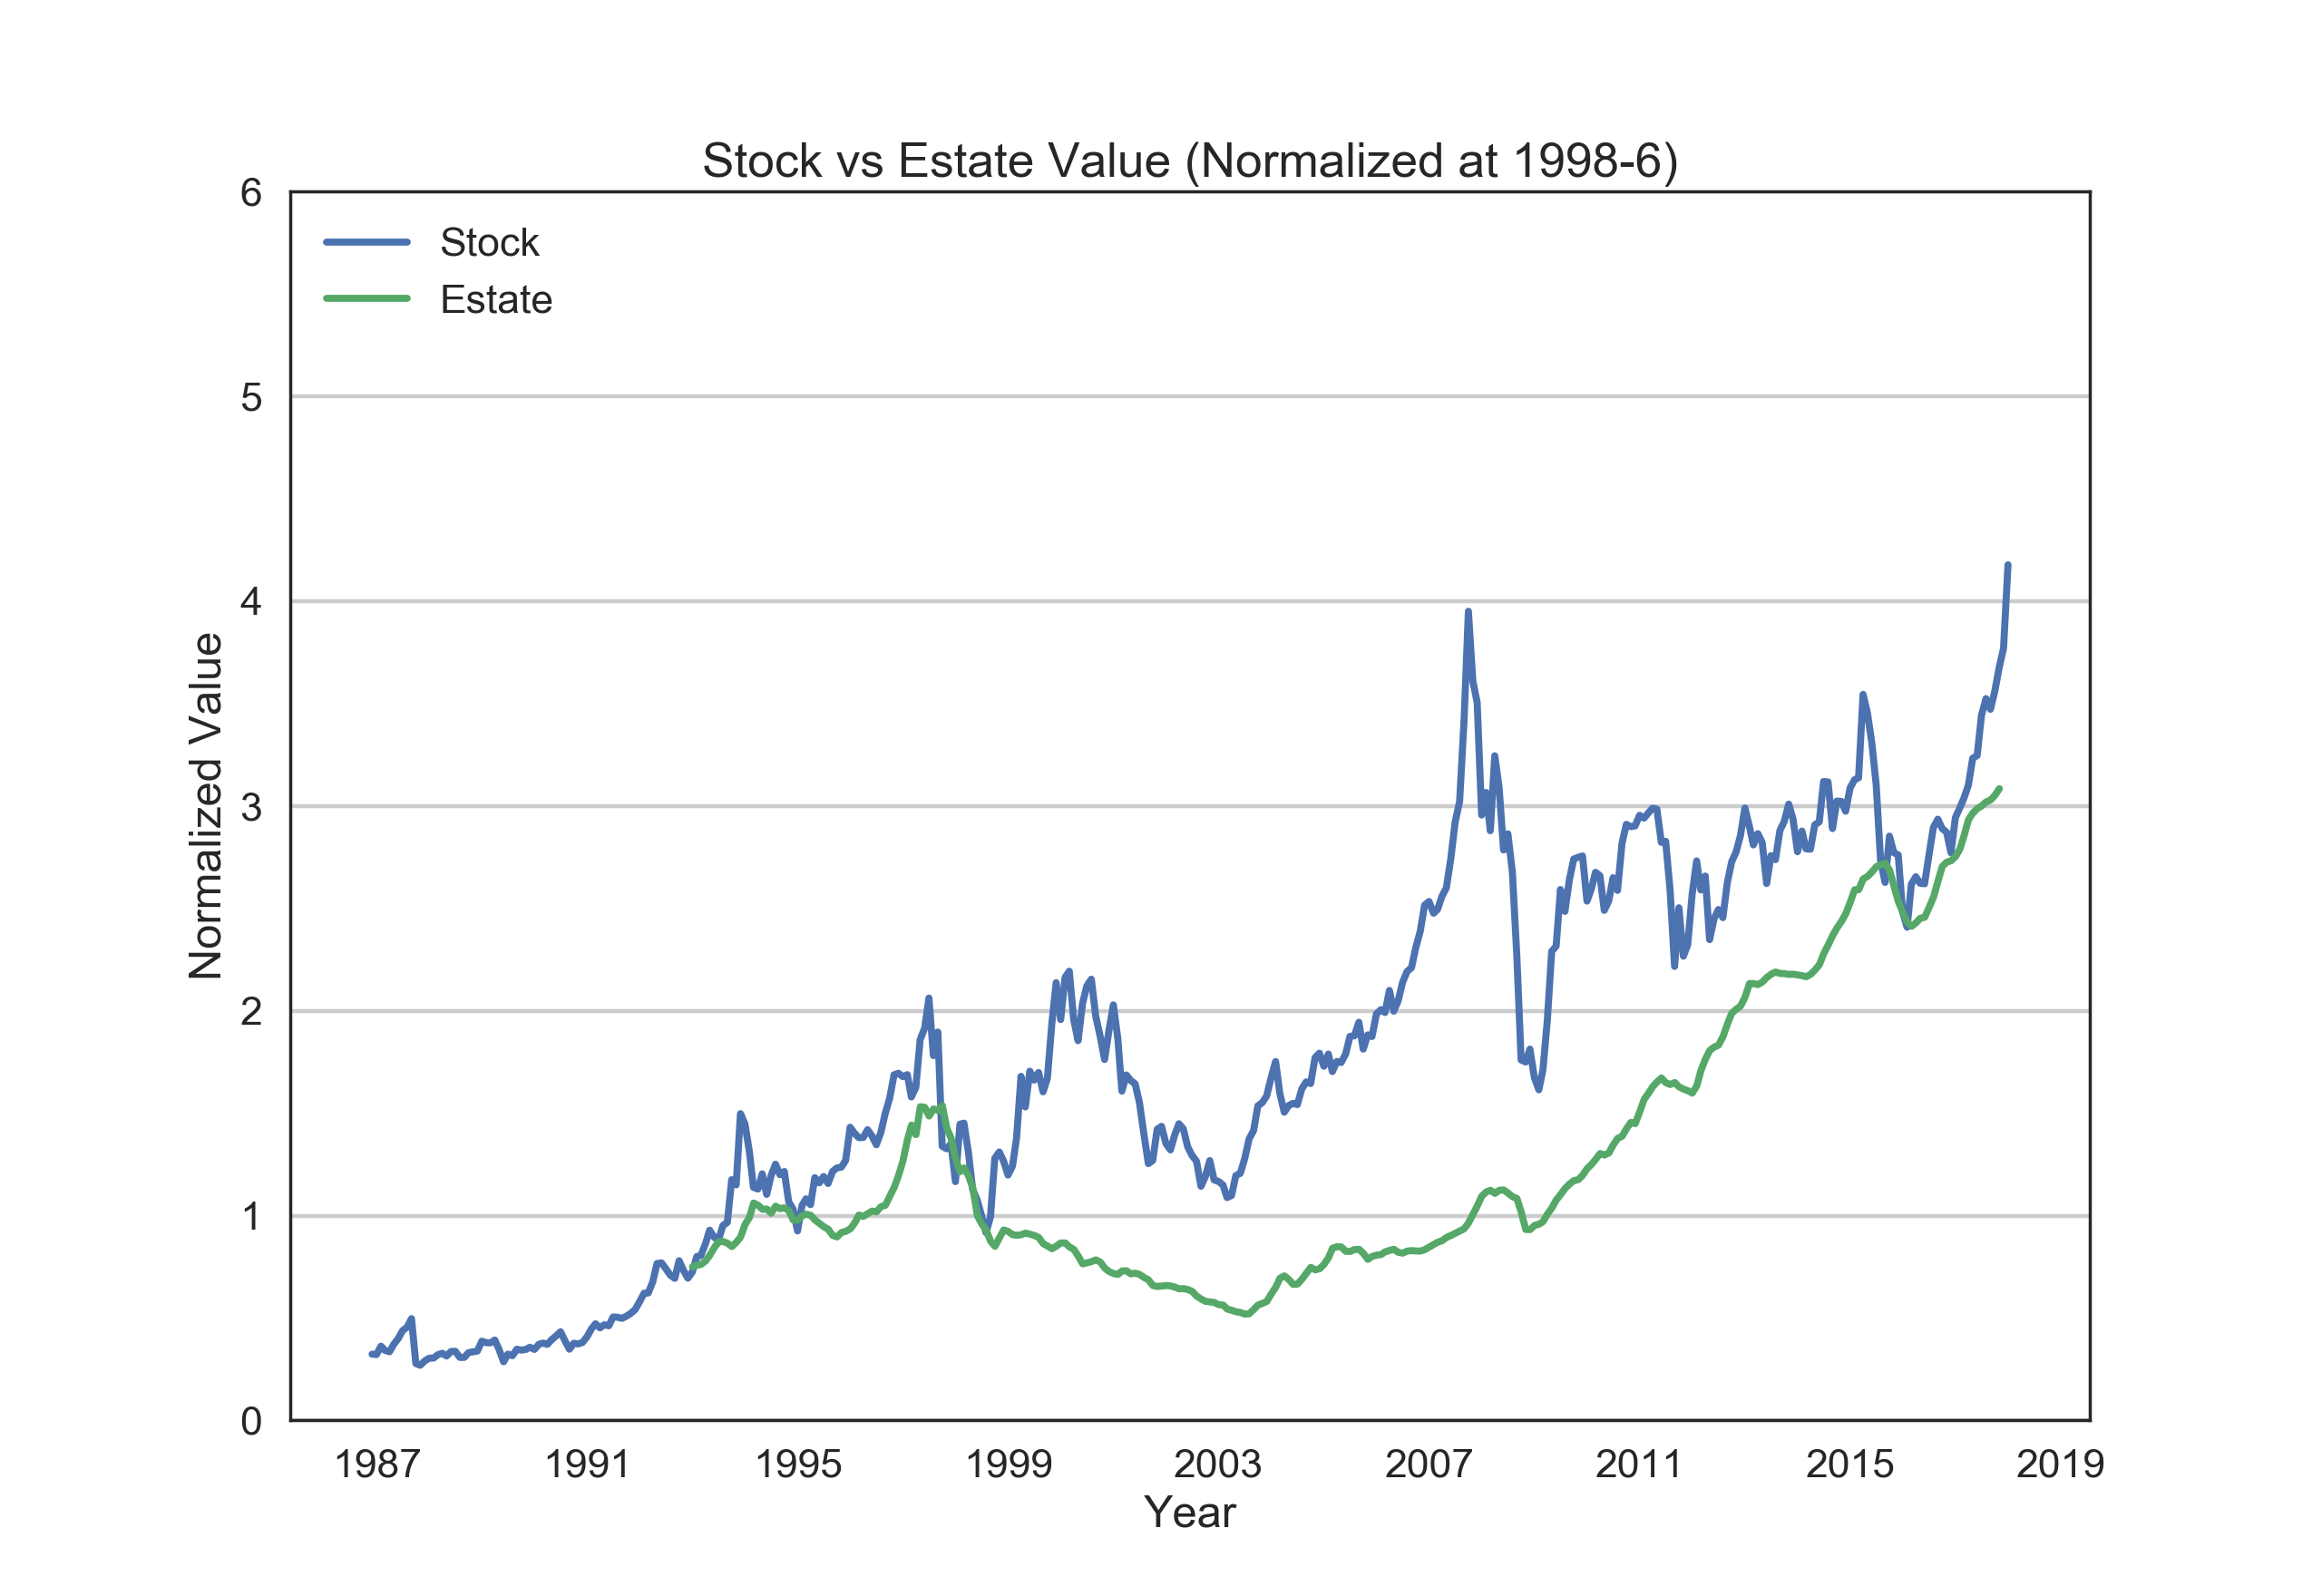 Stock vs Estate Value (Normalized at 1998-6)
6
Stock
Estate
5
4
3
2
1
0
Normalized Value
1987 1991 1995 1999 2003 2007 2011 2015 2019
Year